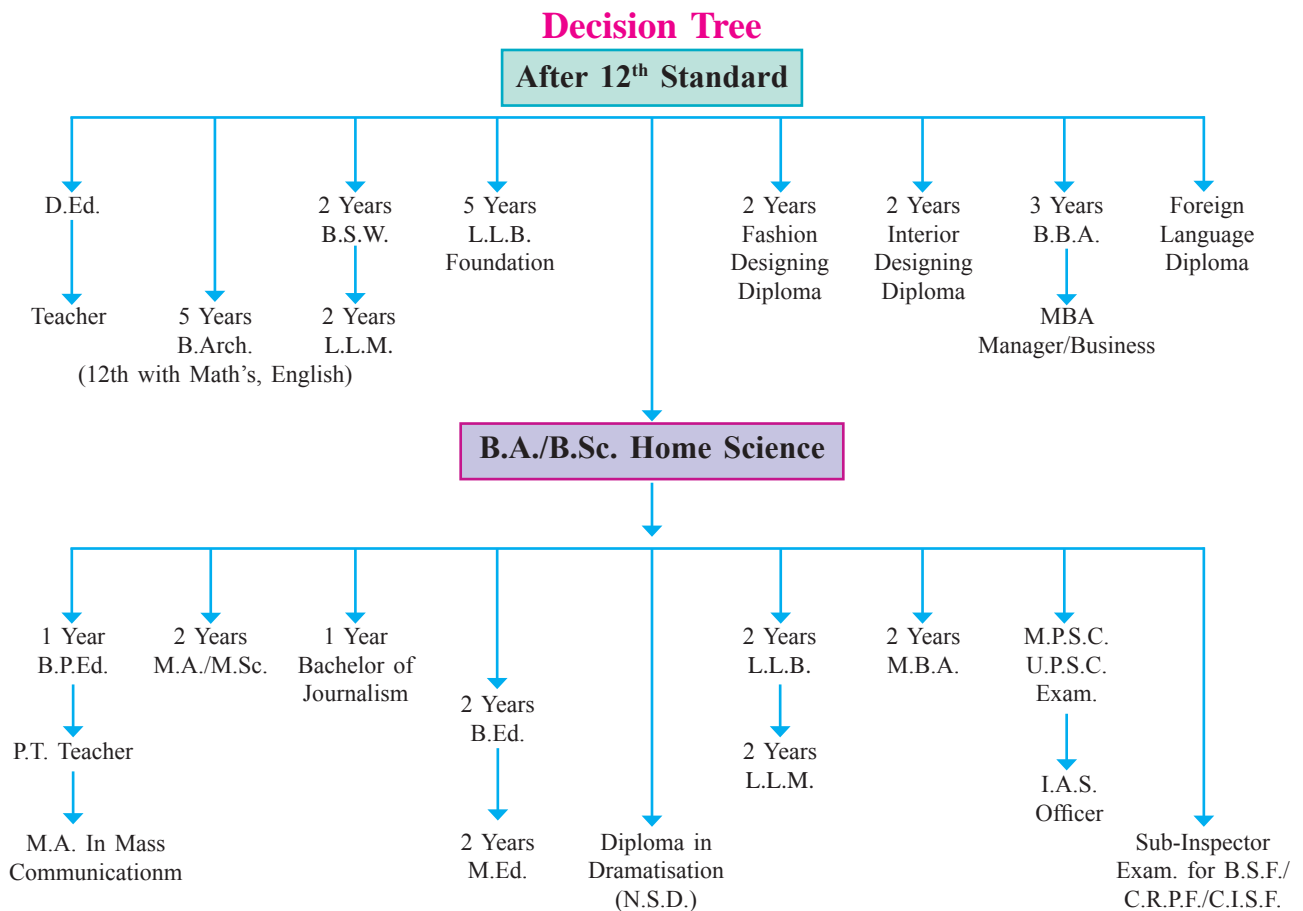 Decision Tree
After 12th Standard
D.Ed.
Teacher
5 Years
B.Arch.
(12th with Math's, English)
2 Years
B.S.W.
2 Years
L.L.M.
5 Years
L.L.B.
Foundation
2 Years
Fashion
Designing
Diploma
2 Years
Interior
Designing
Diploma
3 Years
B.B.A.
MBA
Manager/Business
Foreign
Language
Diploma
B.A./B.Sc. Home Science
1 Year
B.P.Ed.
P.T. Teacher
M.A. In Mass
Communicationm
2 Years
M.A./M.Sc.
1 Year
Bachelor of
Journalism
2 Years
B.Ed.
2 Years
M.Ed.
Diploma in
Dramatisation
(N.S.D.)
2 Years
L.L.B.
2 Years
L.L.M.
2 Years
M.B.A.
M.P.S.C.
U.P.S.C.
Exam.
I.A.S.
Officer
Sub-Inspector
Exam. for B.S.F./
C.R.P.F./C.I.S.F.